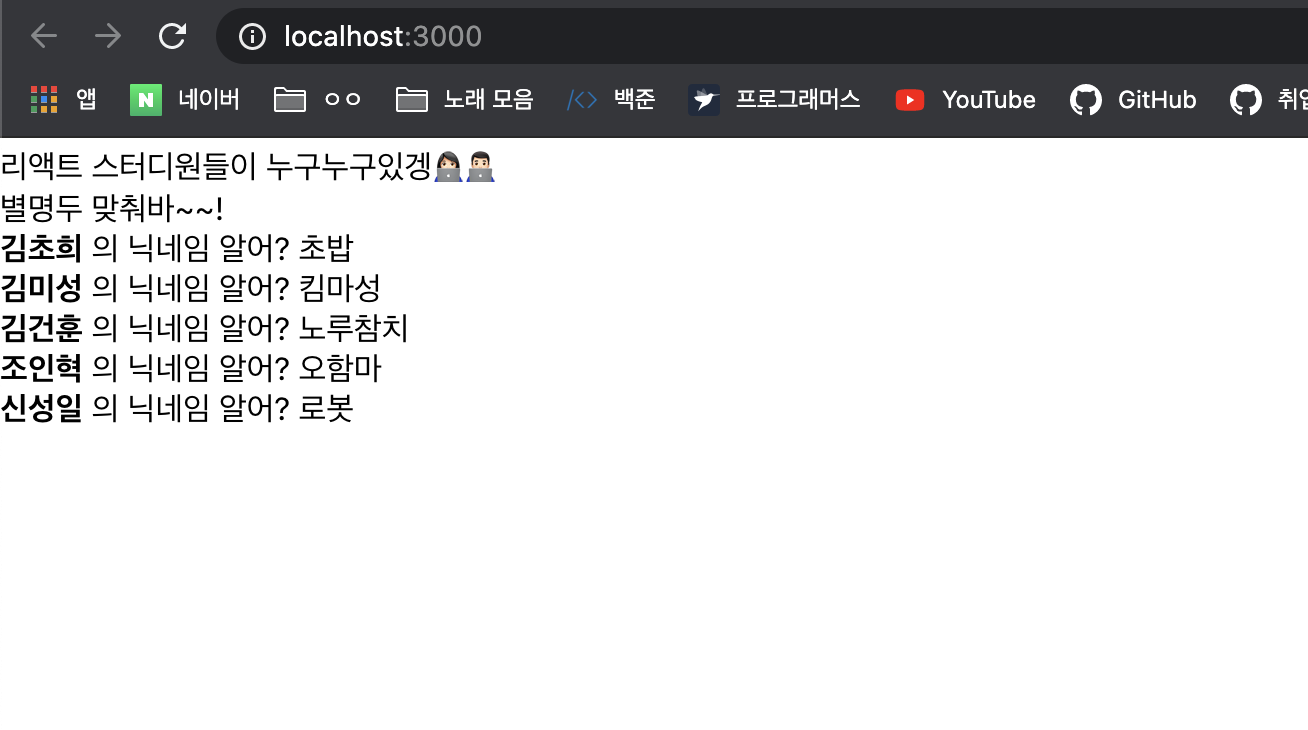 localhost:3000
앱 네이버 ㅇㅇ 노래 모음 백준 프로그래머스 YouTube GitHub
리액트 스터디원들이 누구누구있겡👩🏻‍💻👨🏻‍💻
별명두 맞춰바~~!
김초희 의 닉네임 알어? 초밥
김미성 의 닉네임 알어? 킴마성
김건훈 의 닉네임 알어? 노루참치
조인혁 의 닉네임 알어? 오함마
신성일 의 닉네임 알어? 로봇